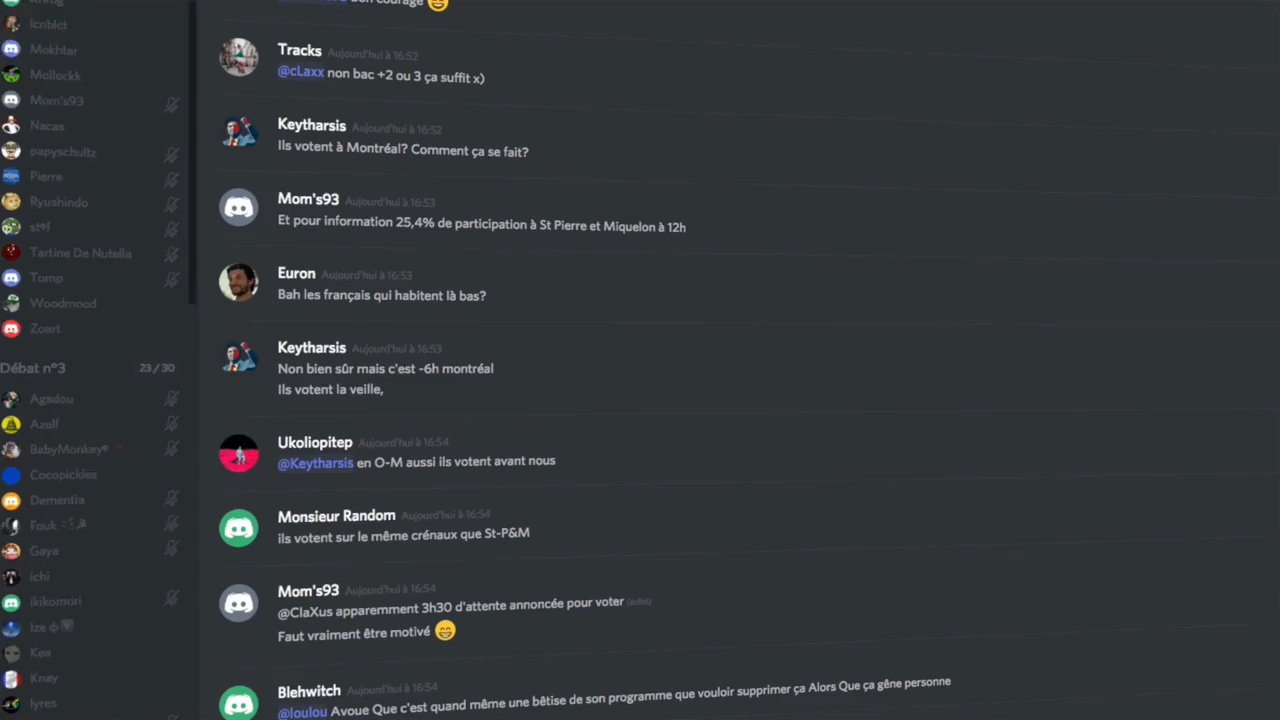 lcnblct
Mokhtar
Mollockk
Mom's93
Nacas
papyschultz
Pierre
Ryushindo
st9f
Tartine De Nutella
Tomp
Woodmood
Zoart
Débat n°3 23/30
Agadou
Azell
BabyMonkey
Cocopickles
Dementia
Fouk
Gaya
ichi
ikikomori
Ize ф
Kea
Knay
lyres
courage
Tracks Aujourd'hui à 16:52
@cLaxx non bac +2 ou 3 ça suffit x)
Keytharsis Aujourd'hui à 16:52
Ils votent à Montréal? Comment ça se fait?
Mom's93 Aujourd'hui à 16:53
Et pour information 25,4% de participation à St Pierre et Miquelon à 12h
Euron Aujourd'hui à 16:53
Bah les français qui habitent là bas?
Keytharsis Aujourd'hui à 16:53
Non bien sûr mais c'est -6h montréal
Ils votent la veille,
Ukoliopitep Aujourd'hui à 16:54
@Keytharsis en O-M aussi ils votent avant nous
Monsieur Random Aujourd'hui à 16:54
ils votent sur le même crénaux que St-P&M
Mom's93 Aujourd'hui à 16:54
@ClaXus apparemment 3h30 d'attente annoncée pour voter (édité)
Faut vraiment être motivé
Blehwitch Aujourd'hui à 16:54
@loulou Avoue Que c'est quand même une bêtise de son programme que vouloir supprimer ça Alors Que ça gêne personne